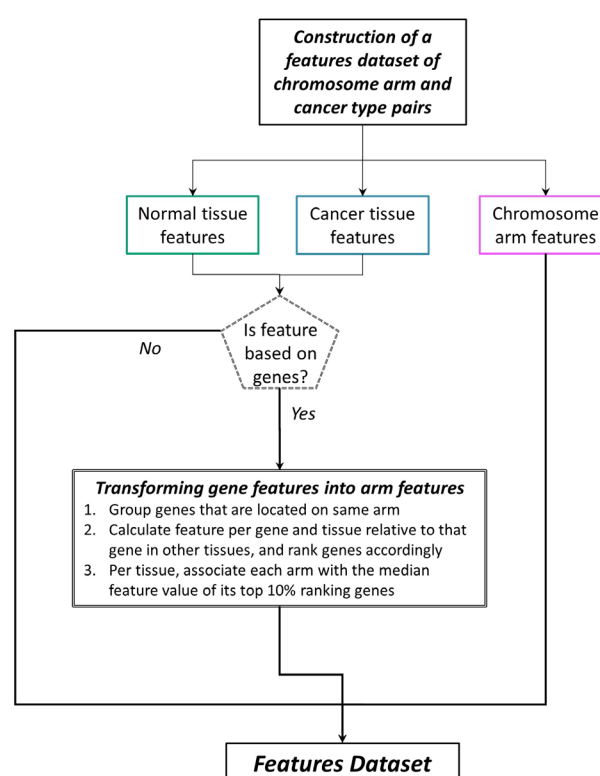 Construction of a
features dataset of
chromosome arm and
cancer type pairs
Normal tissue
features
Cancer tissue
features
Chromosome
arm features
Is feature
based on
genes?
No
Yes
Transforming gene features into arm features
1. Group genes that are located on same arm
2. Calculate feature per gene and tissue relative to that
gene in other tissues, and rank genes accordingly
3. Per tissue, associate each arm with the median
feature value of its top 10% ranking genes
Features Dataset